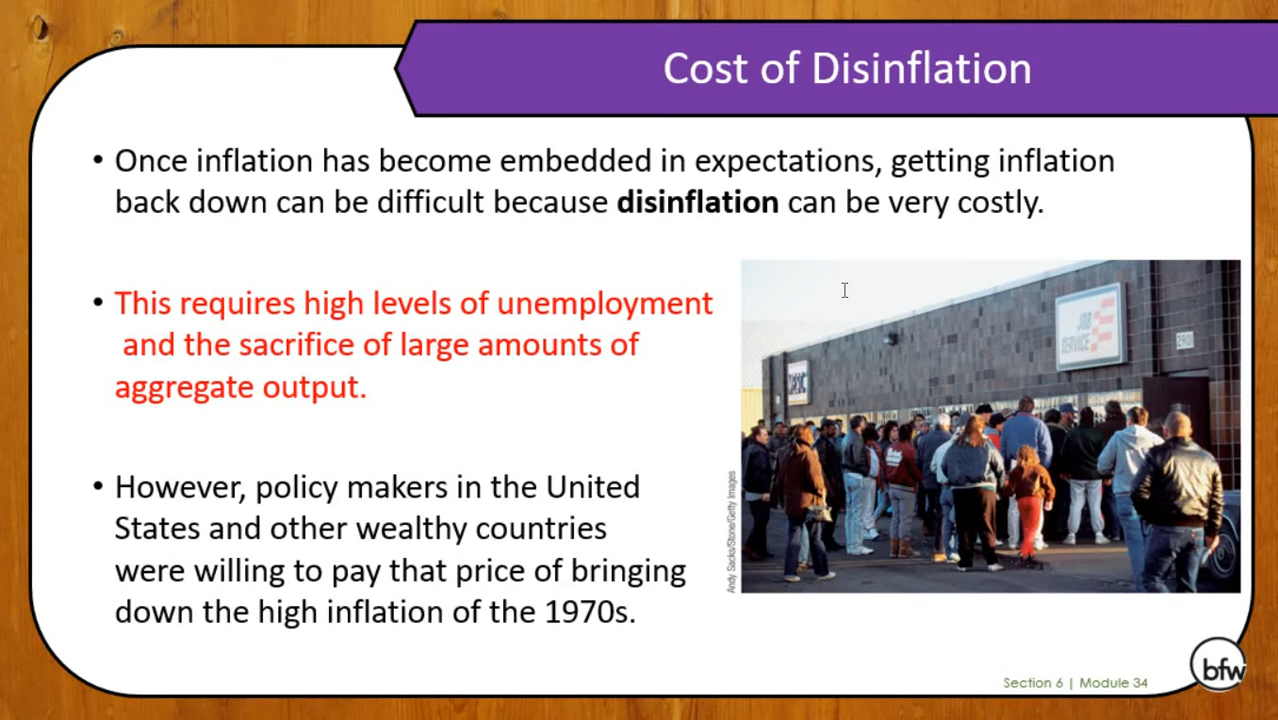 Cost of Disinflation
• Once inflation has become embedded in expectations, getting inflation
back down can be difficult because disinflation can be very costly.
• This requires high levels of unemployment
and the sacrifice of large amounts of
aggregate output.
JOB
SERVICE
2900
• However, policy makers in the United
States and other wealthy countries
were willing to pay that price of bringing
down the high inflation of the 1970s.
Andy Sacks/Stone/Getty Images
bfw
Section 6 | Module 34